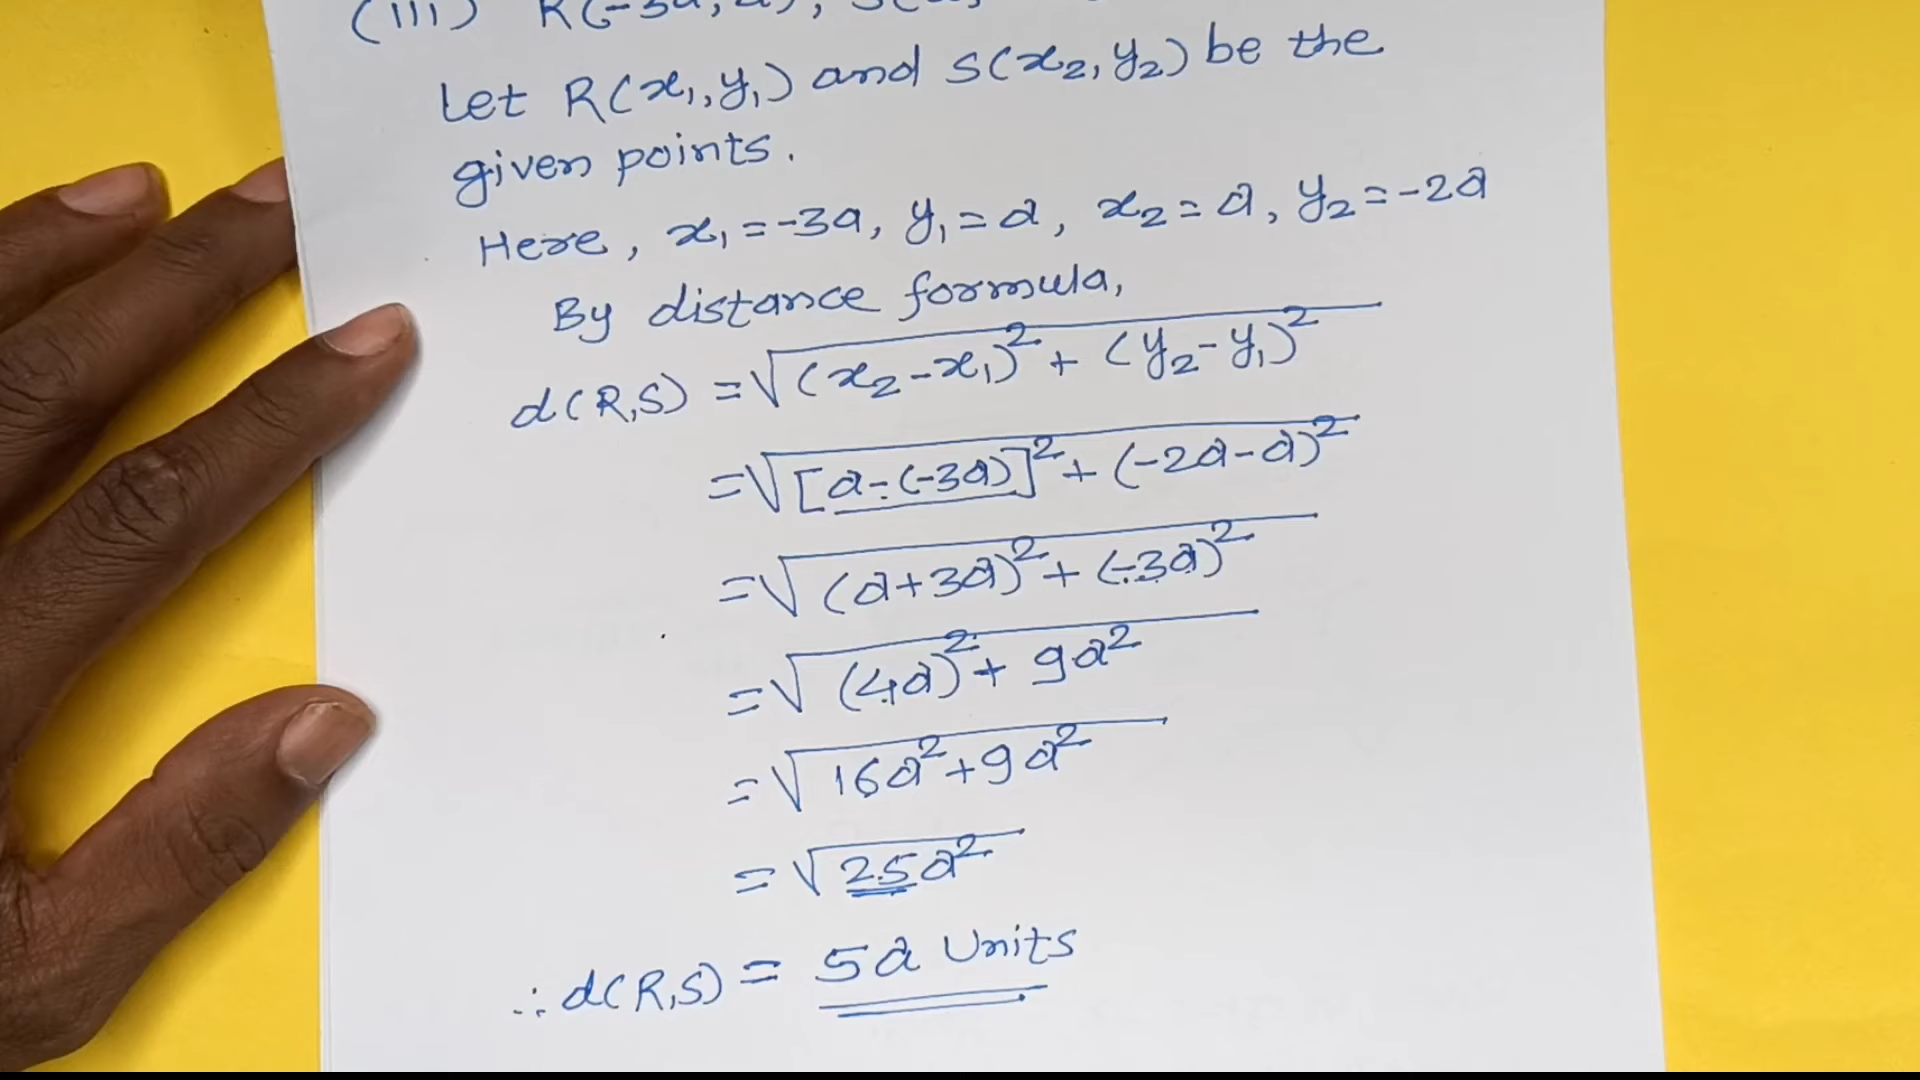 (iii) R(-3a, a), S(a,
Let R(x₁, y₁) and S(x₂, y₂) be the
given points.
Here, x₁ = -3a, y₁ = a, x₂ = a, y₂ = -2a
By distance formula,
d(R,S) = √((x₂ - x₁)² + (y₂ - y₁)²)
= √([a - (-3a)]² + (-2a - a)²)
= √((a + 3a)² + (-3a)²)
= √((4a)² + 9a²)
= √(16a² + 9a²)
= √(25a²)
∴ d(R,S) = 5a Units